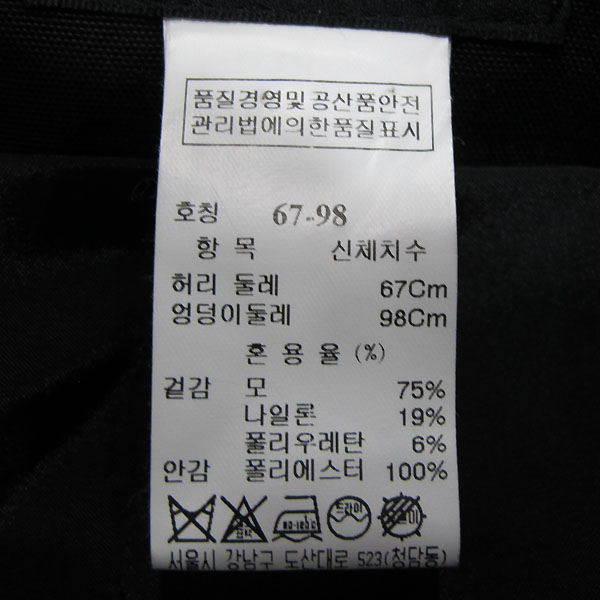 품질경영및 공산품안전
관리법에의한품질표시
호칭 67-98
항 목 신체치수
허리 둘레 67Cm
엉덩이둘레 98Cm
혼 용 율 (%)
겉감 모 75%
나일론 19%
폴리우레탄 6%
안감 폴리에스터 100%
드라이
서울시 강남구 도산대로 523(청담동)